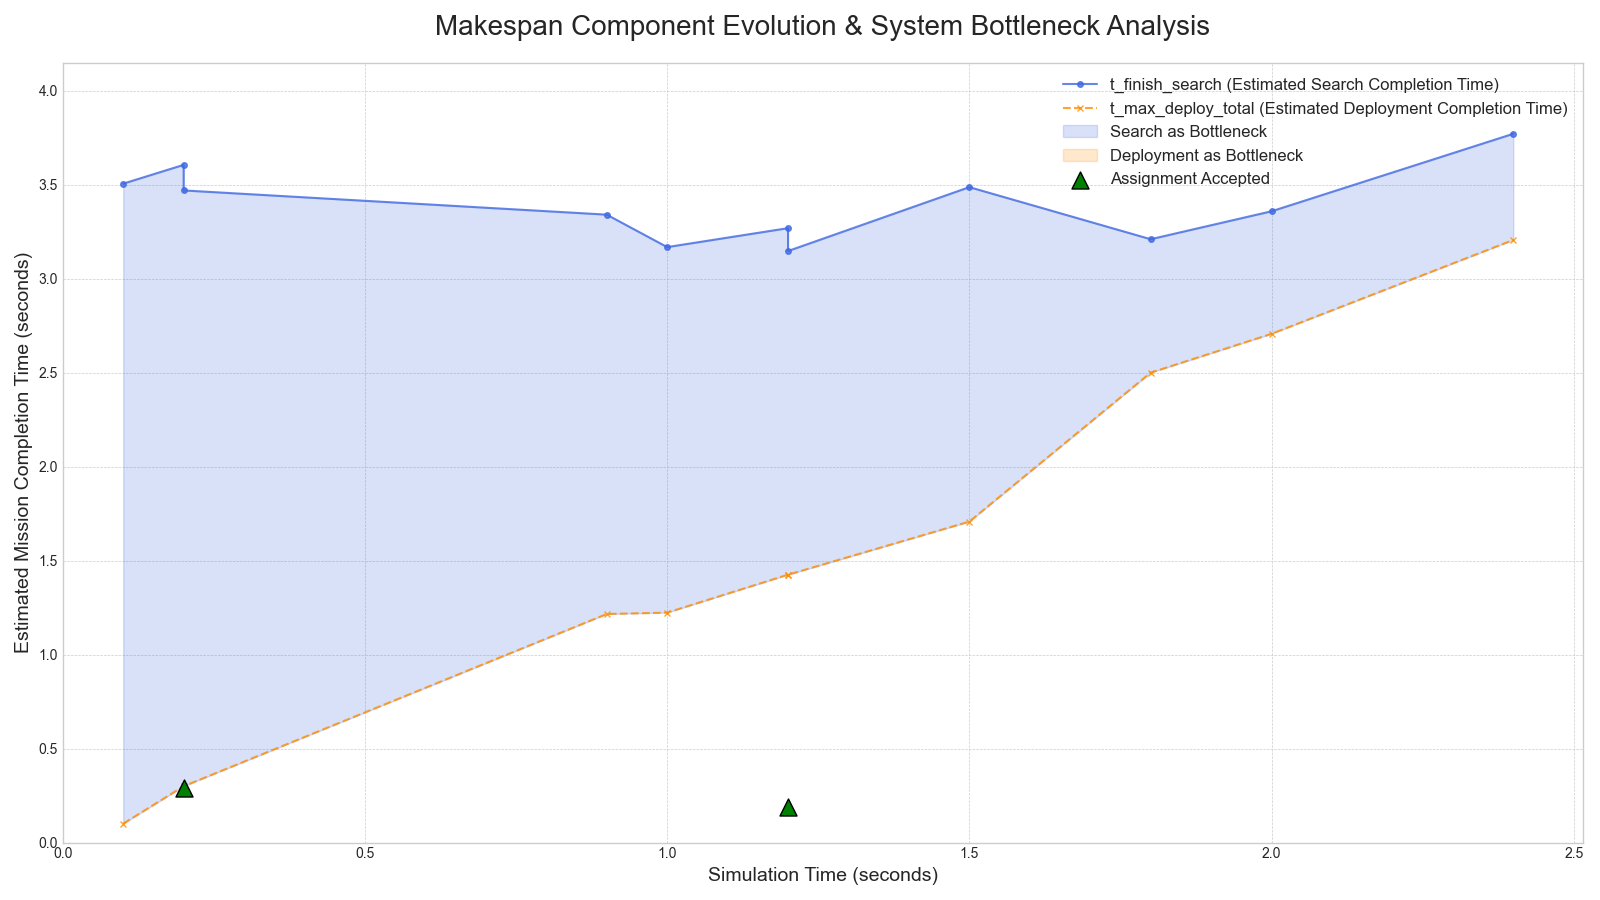 Makespan Component Evolution & System Bottleneck Analysis
t_finish_search (Estimated Search Completion Time)
t_max_deploy_total (Estimated Deployment Completion Time)
Search as Bottleneck
Deployment as Bottleneck
Assignment Accepted
Estimated Mission Completion Time (seconds)
4.0
3.5
3.0
2.5
2.0
1.5
1.0
0.5
0.0
0.0 0.5 1.0 1.5 2.0 2.5
Simulation Time (seconds)